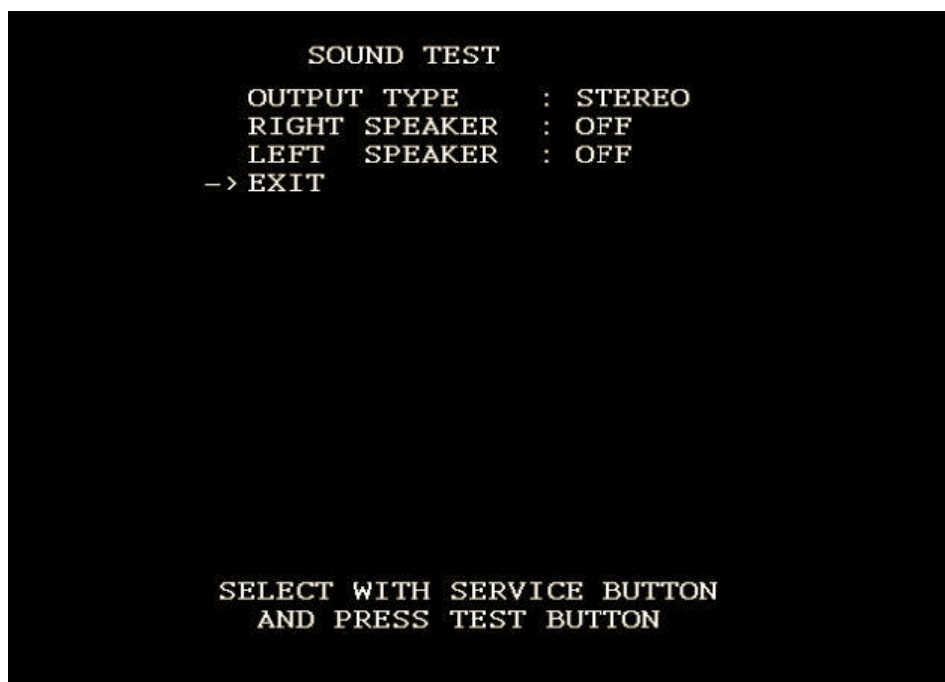 SOUND TEST
OUTPUT TYPE : STEREO
RIGHT SPEAKER : OFF
LEFT SPEAKER : OFF
-> EXIT
SELECT WITH SERVICE BUTTON
AND PRESS TEST BUTTON